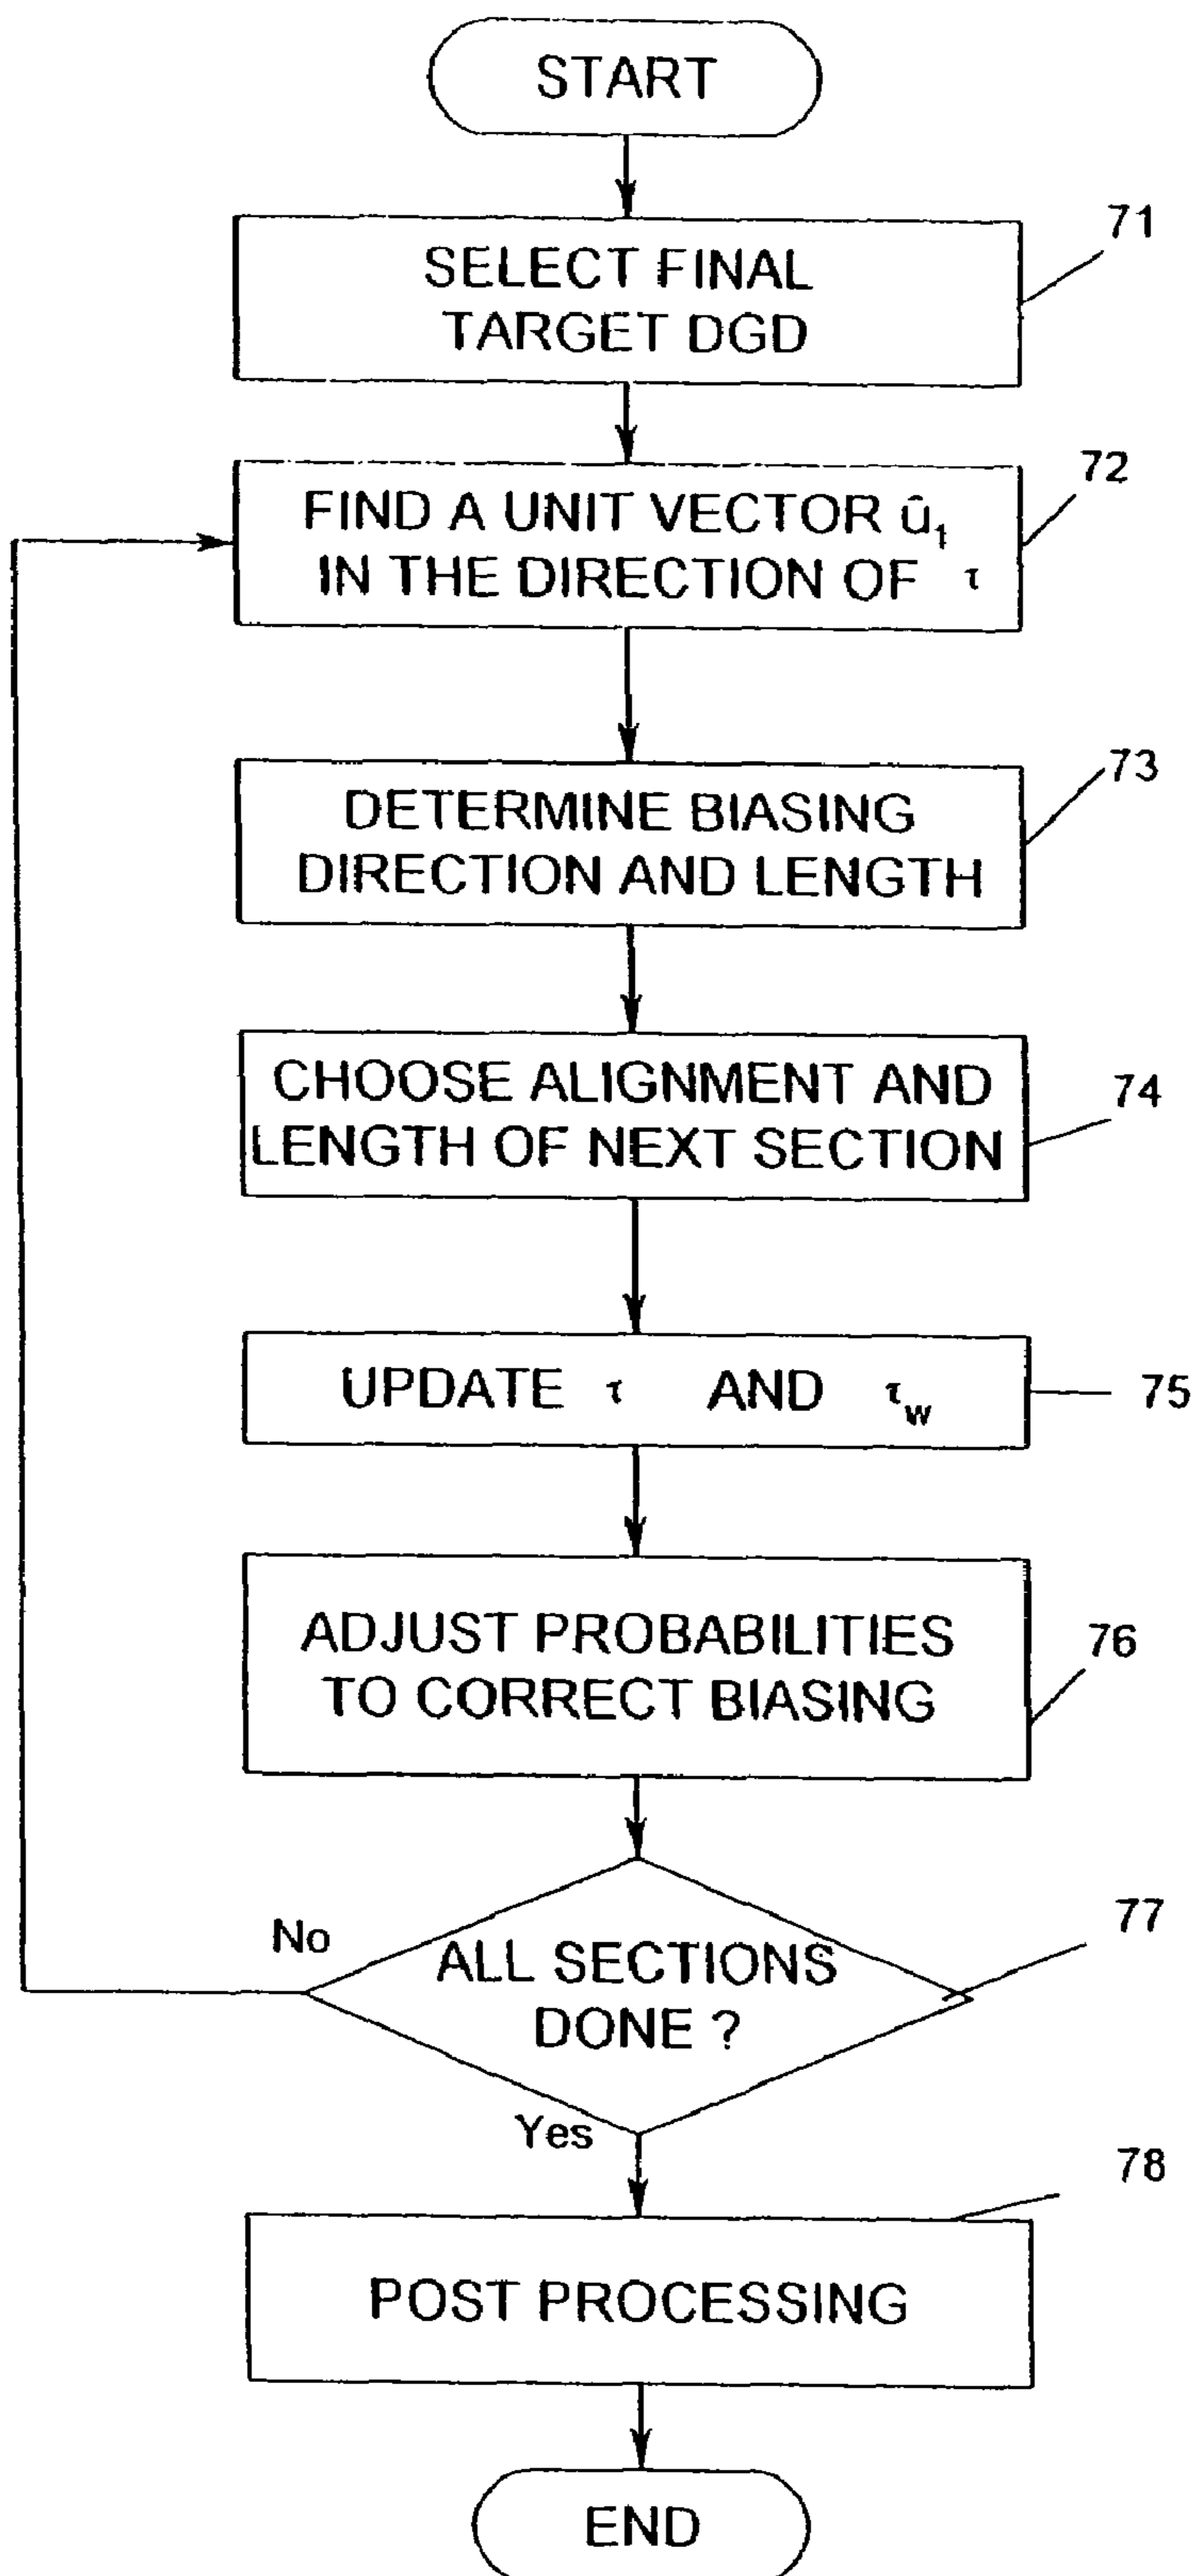 START
71
SELECT FINAL
TARGET DGD
72
FIND A UNIT VECTOR û₁
IN THE DIRECTION OF τ
73
DETERMINE BIASING
DIRECTION AND LENGTH
74
CHOOSE ALIGNMENT AND
LENGTH OF NEXT SECTION
UPDATE τ AND τ_w
75
ADJUST PROBABILITIES
TO CORRECT BIASING
76
77
No
ALL SECTIONS
DONE ?
Yes
78
POST PROCESSING
END